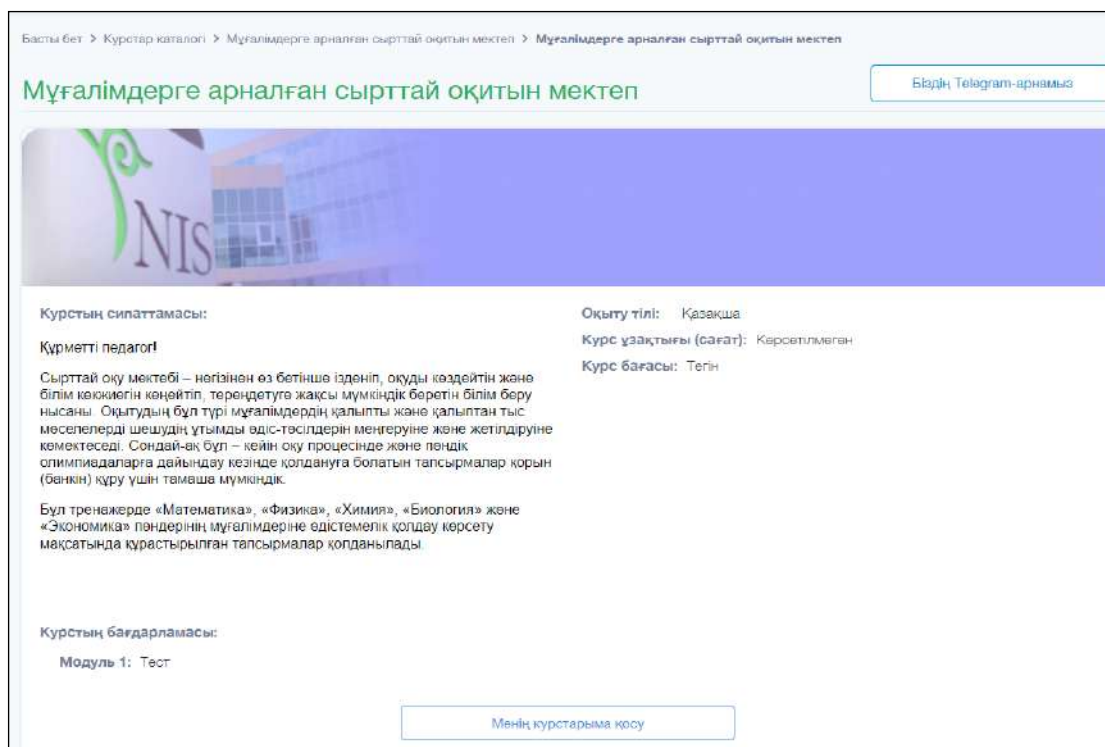 Басты бет > Курстар каталогі > Мұғалімдерге арналған сырттай оқитын мектеп > Мұғалімдерге арналған сырттай оқитын мектеп
Мұғалімдерге арналған сырттай оқитын мектеп
Біздің Telegram-арнамыз
NIS
Курстың сипаттамасы:
Құрметті педагог!
Сырттай оқу мектебі – негізінен өз бетінше ізденіп, оқуды көздейтін және
білім көкжиегін кеңейтіп, тереңдетуге жақсы мүмкіндік беретін білім беру
нысаны. Оқытудың бұл түрі мұғалімдердің қалыпты және қалыптан тыс
мәселелерді шешудің ұтымды әдіс-тәсілдерін меңгеруіне және жетілдіруіне
көмектеседі. Сондай-ақ бұл – кейін оқу процесінде және пәндік
олимпиадаларға дайындау кезінде қолдануға болатын тапсырмалар қорын
(банкін) құру үшін тамаша мүмкіндік.
Бұл тренажерде «Математика», «Физика», «Химия», «Биология» және
«Экономика» пәндерінің мұғалімдеріне әдістемелік қолдау көрсету
мақсатында құрастырылған тапсырмалар қолданылады.
Оқыту тілі: Қазақша
Курс ұзақтығы (сағат): Көрсетілмеген
Курс бағасы: Тегін
Курстың бағдарламасы:
Модуль 1: Тест
Менің курстарыма қосу